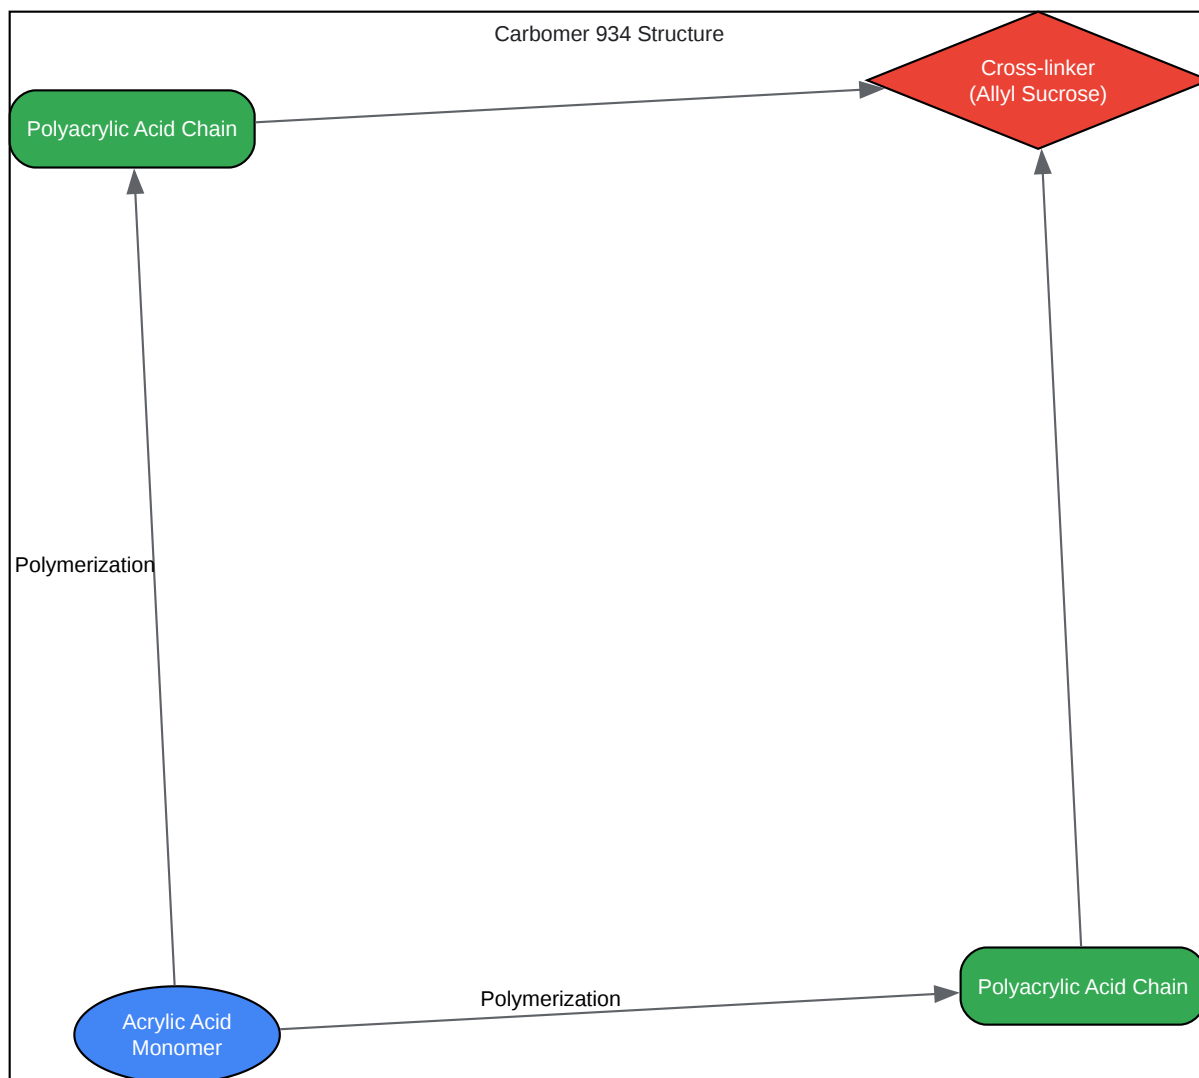 Carbomer 934 Structure
Cross-linker
(Allyl Sucrose)
Polyacrylic Acid Chain
Polymerization
Polyacrylic Acid Chain
Polymerization
Acrylic Acid
Monomer